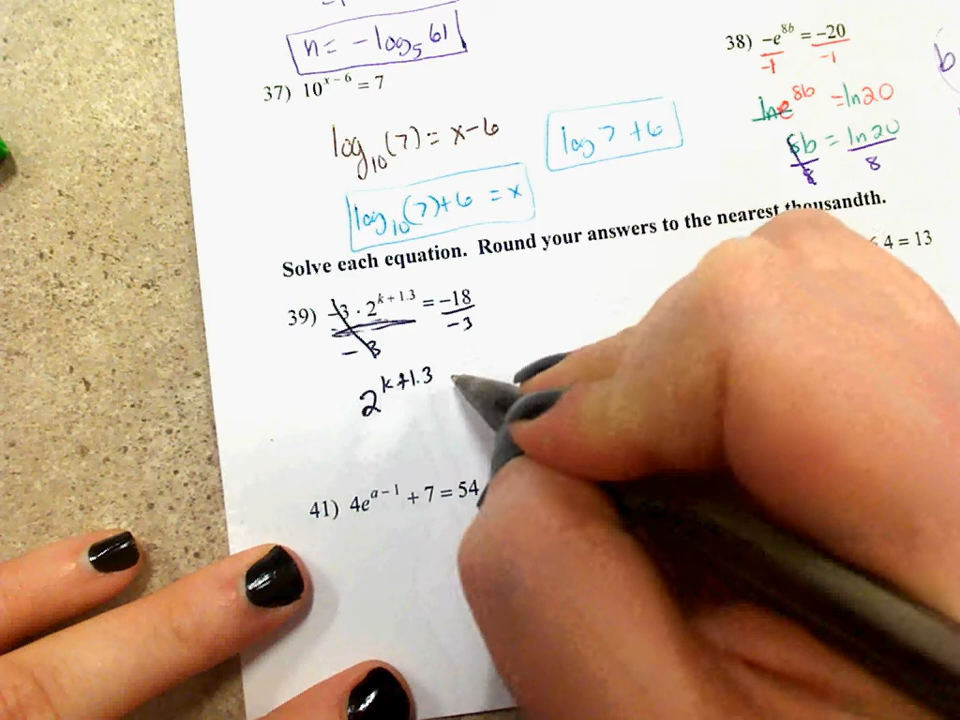 n = -log₅ 61
37) 10^(x – 6) = 7
log₁₀(7) = x-6
log 7 + 6
log₁₀(7)+6 = x
38) –e^(8b) = –20
-1 -1
ln e^(8b) = ln 20
8b = ln 20
8 8
b
Solve each equation. Round your answers to the nearest thousandth.
39) –3 · 2^(k + 1.3) = –18
-3 -3
2^(k+1.3)
4 = 13
41) 4e^(a – 1) + 7 = 54